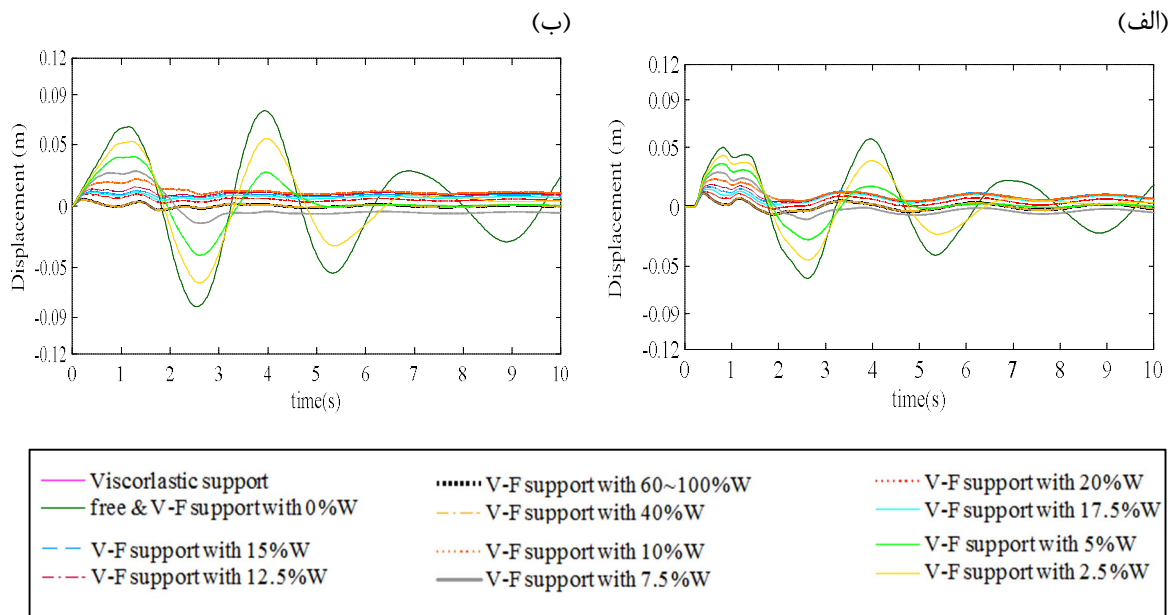 (ب)
(الف)
0.12
0.09
0.05
0
-0.05
-0.09
-0.12
Displacement (m)
0 1 2 3 4 5 6 7 8 9 10
time(s)
0.12
0.09
0.05
0
-0.05
-0.09
-0.12
Displacement (m)
0 1 2 3 4 5 6 7 8 9 10
time(s)
Viscorlastic support
free & V-F support with 0%W
V-F support with 15%W
V-F support with 12.5%W
V-F support with 60~100%W
V-F support with 40%W
V-F support with 10%W
V-F support with 7.5%W
V-F support with 20%W
V-F support with 17.5%W
V-F support with 5%W
V-F support with 2.5%W